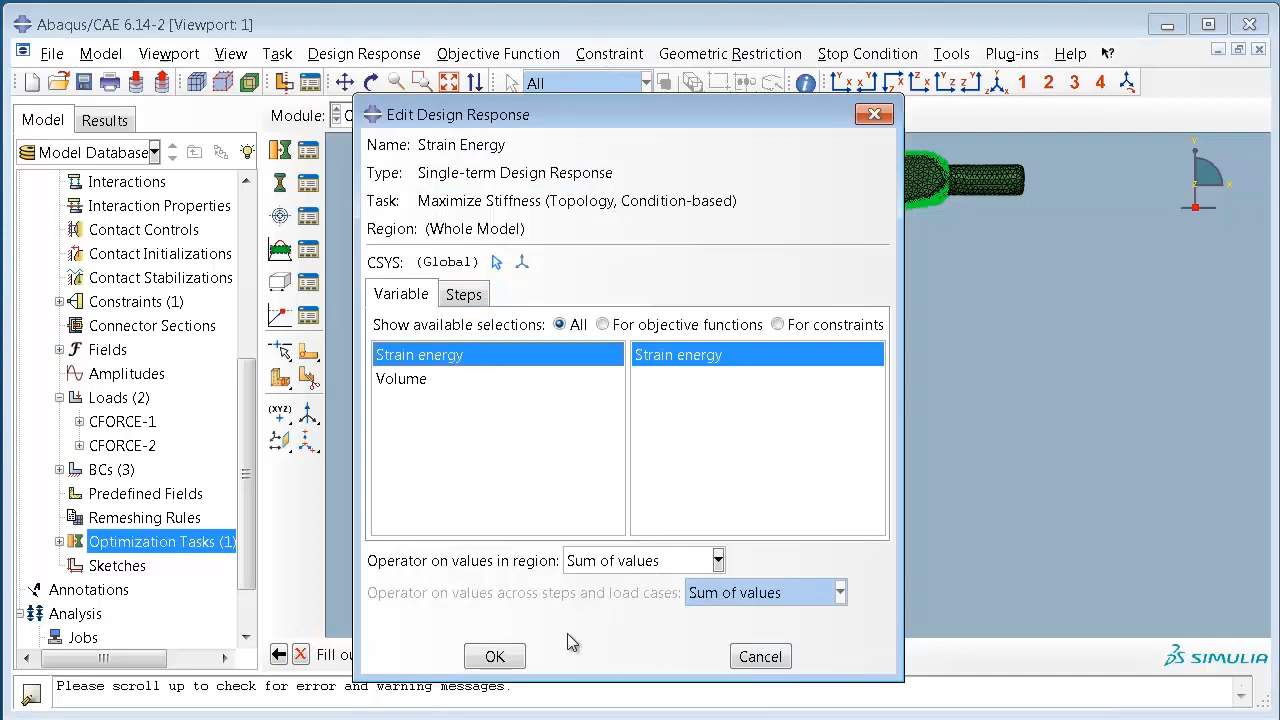 Abaqus/CAE 6.14-2 [Viewport: 1]
File Model Viewport View Task Design Response Objective Function Constraint Geometric Restriction Stop Condition Tools Plug-ins Help
All
1 2 3 4
Model Results
Module:
Model Database
Interactions
Interaction Properties
Contact Controls
Contact Initializations
Contact Stabilizations
Constraints (1)
Connector Sections
Fields
Amplitudes
Loads (2)
CFORCE-1
CFORCE-2
BCs (3)
Predefined Fields
Remeshing Rules
Optimization Tasks (1)
Sketches
Annotations
Analysis
Jobs
(XYZ)
Edit Design Response
Name: Strain Energy
Type: Single-term Design Response
Task: Maximize Stiffness (Topology, Condition-based)
Region: (Whole Model)
CSYS: (Global)
Variable Steps
Show available selections: All For objective functions For constraints
Strain energy Strain energy
Volume
Operator on values in region: Sum of values
Operator on values across steps and load cases: Sum of values
OK Cancel
Y
Z X
Fill ou
SIMULIA
Please scroll up to check for error and warning messages.